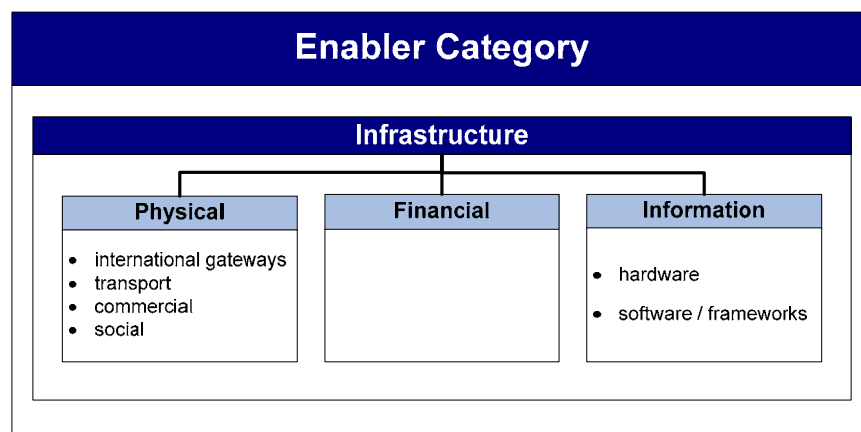 Enabler Category
Infrastructure
Physical
Financial
Information
• international gateways
• transport
• commercial
• social
• hardware
• software / frameworks